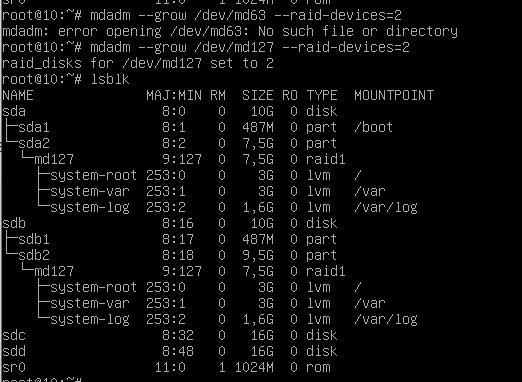 sr0 11:0 1 1024M 0 rom
root@10:~# mdadm --grow /dev/md63 --raid-devices=2
mdadm: error opening /dev/md63: No such file or directory
root@10:~# mdadm --grow /dev/md127 --raid-devices=2
raid_disks for /dev/md127 set to 2
root@10:~# lsblk
NAME MAJ:MIN RM SIZE RO TYPE MOUNTPOINT
sda 8:0 0 10G 0 disk
├─sda1 8:1 0 487M 0 part /boot
└─sda2 8:2 0 7,5G 0 part
└─md127 9:127 0 7,5G 0 raid1
├─system-root 253:0 0 3G 0 lvm /
├─system-var 253:1 0 3G 0 lvm /var
└─system-log 253:2 0 1,6G 0 lvm /var/log
sdb 8:16 0 10G 0 disk
├─sdb1 8:17 0 487M 0 part
└─sdb2 8:18 0 9,5G 0 part
└─md127 9:127 0 7,5G 0 raid1
├─system-root 253:0 0 3G 0 lvm /
├─system-var 253:1 0 3G 0 lvm /var
└─system-log 253:2 0 1,6G 0 lvm /var/log
sdc 8:32 0 16G 0 disk
sdd 8:48 0 16G 0 disk
sr0 11:0 1 1024M 0 rom
root@10:~#